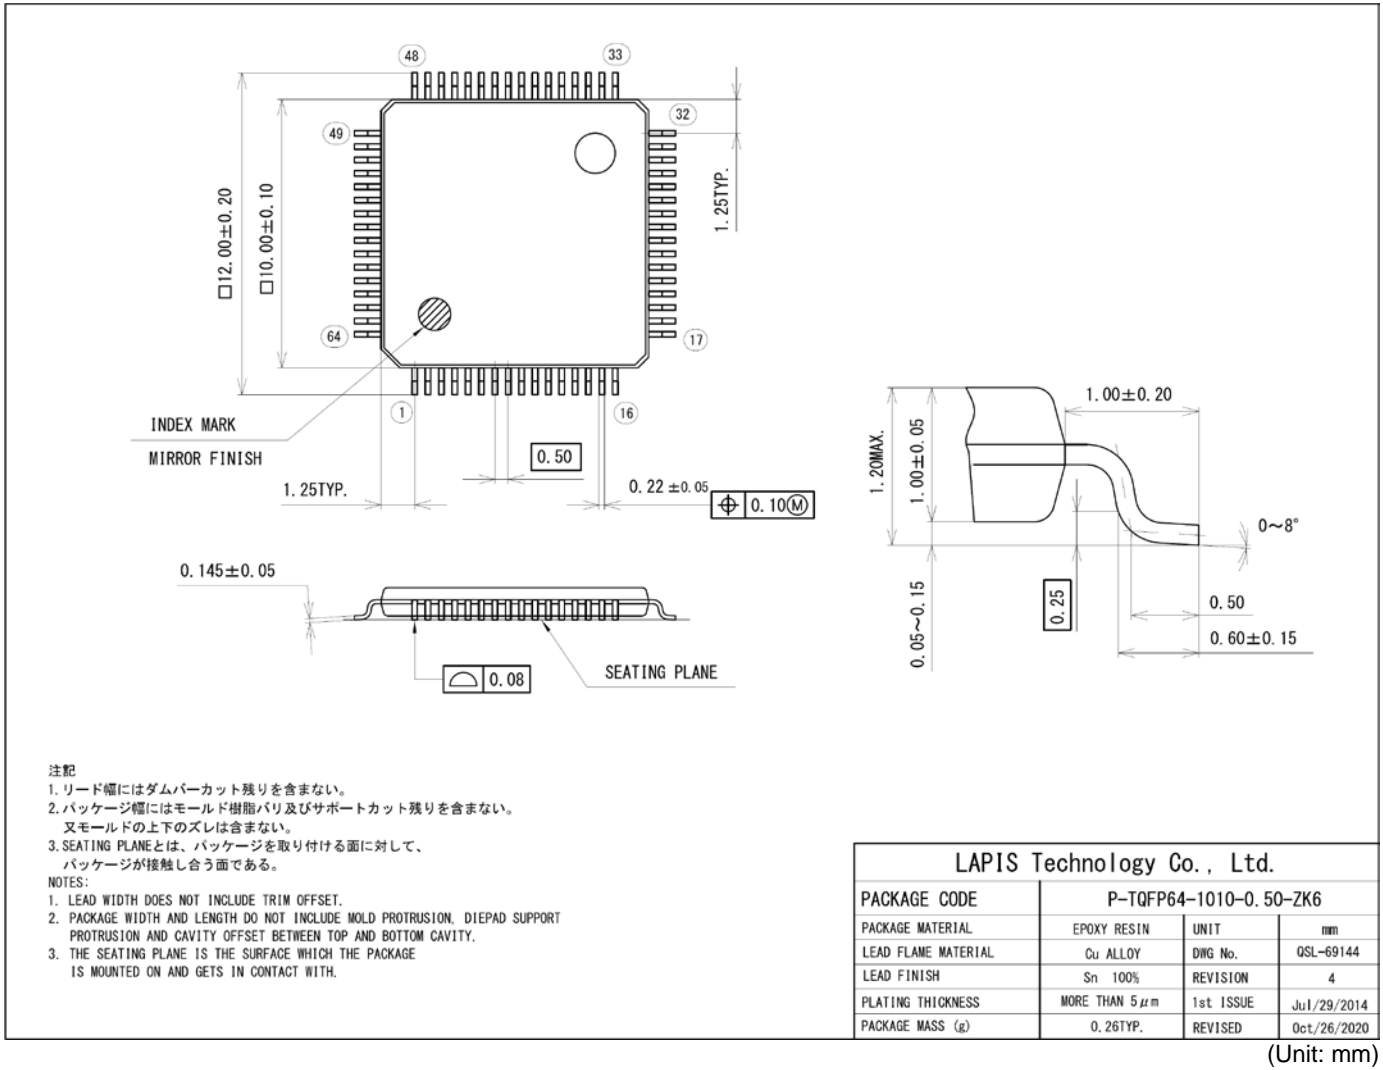 48
33
49
32
64
17
1
16
□12.00±0.20
□10.00±0.10
1.25TYP.
INDEX MARK
MIRROR FINISH
0.50
1.25TYP.
0.22 ±0.05
⌖ 0.10Ⓜ
0.145±0.05
⌓ 0.08
SEATING PLANE
1.00±0.20
1.20MAX.
1.00±0.05
0~8°
0.05~0.15
0.25
0.50
0.60±0.15
注記
1.リード幅にはダムバーカット残りを含まない。
2.パッケージ幅にはモールド樹脂バリ及びサポートカット残りを含まない。
又モールドの上下のズレは含まない。
3.SEATING PLANEとは、パッケージを取り付ける面に対して、
パッケージが接触し合う面である。
NOTES:
1. LEAD WIDTH DOES NOT INCLUDE TRIM OFFSET.
2. PACKAGE WIDTH AND LENGTH DO NOT INCLUDE MOLD PROTRUSION, DIEPAD SUPPORT
PROTRUSION AND CAVITY OFFSET BETWEEN TOP AND BOTTOM CAVITY.
3. THE SEATING PLANE IS THE SURFACE WHICH THE PACKAGE
IS MOUNTED ON AND GETS IN CONTACT WITH.
LAPIS Technology Co., Ltd.
PACKAGE CODE P-TQFP64-1010-0.50-ZK6
PACKAGE MATERIAL EPOXY RESIN UNIT mm
LEAD FLAME MATERIAL Cu ALLOY DWG No. QSL-69144
LEAD FINISH Sn 100% REVISION 4
PLATING THICKNESS MORE THAN 5μm 1st ISSUE Jul/29/2014
PACKAGE MASS (g) 0.26TYP. REVISED Oct/26/2020
(Unit: mm)